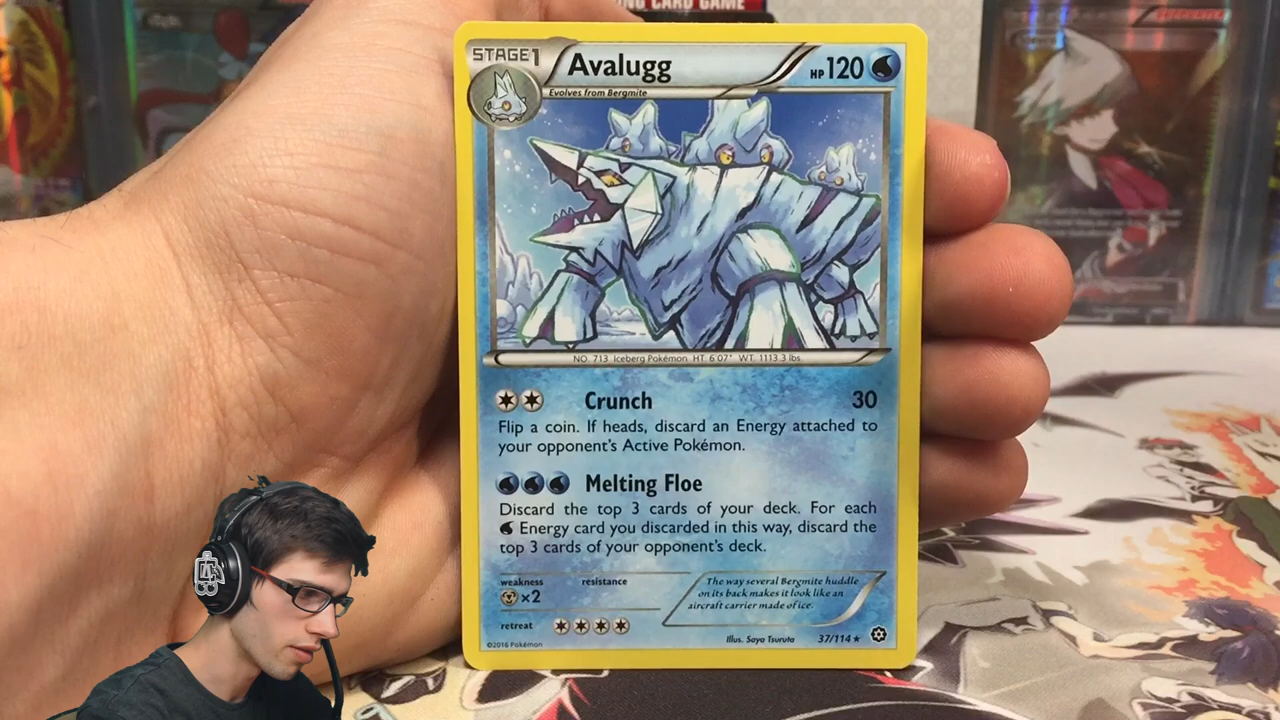 NG CARD GAME
STAGE1
Avalugg
HP120
Evolves from Bergmite
NO. 713 Iceberg Pokémon HT: 6'07" WT: 1113.3 lbs.
Crunch 30
Flip a coin. If heads, discard an Energy attached to
your opponent's Active Pokémon.
Melting Floe
Discard the top 3 cards of your deck. For each
Energy card you discarded in this way, discard the
top 3 cards of your opponent's deck.
weakness resistance
×2
The way several Bergmite huddle
on its back makes it look like an
aircraft carrier made of ice.
retreat
©2016 Pokémon
Illus. Saya Tsuruta
37/114★